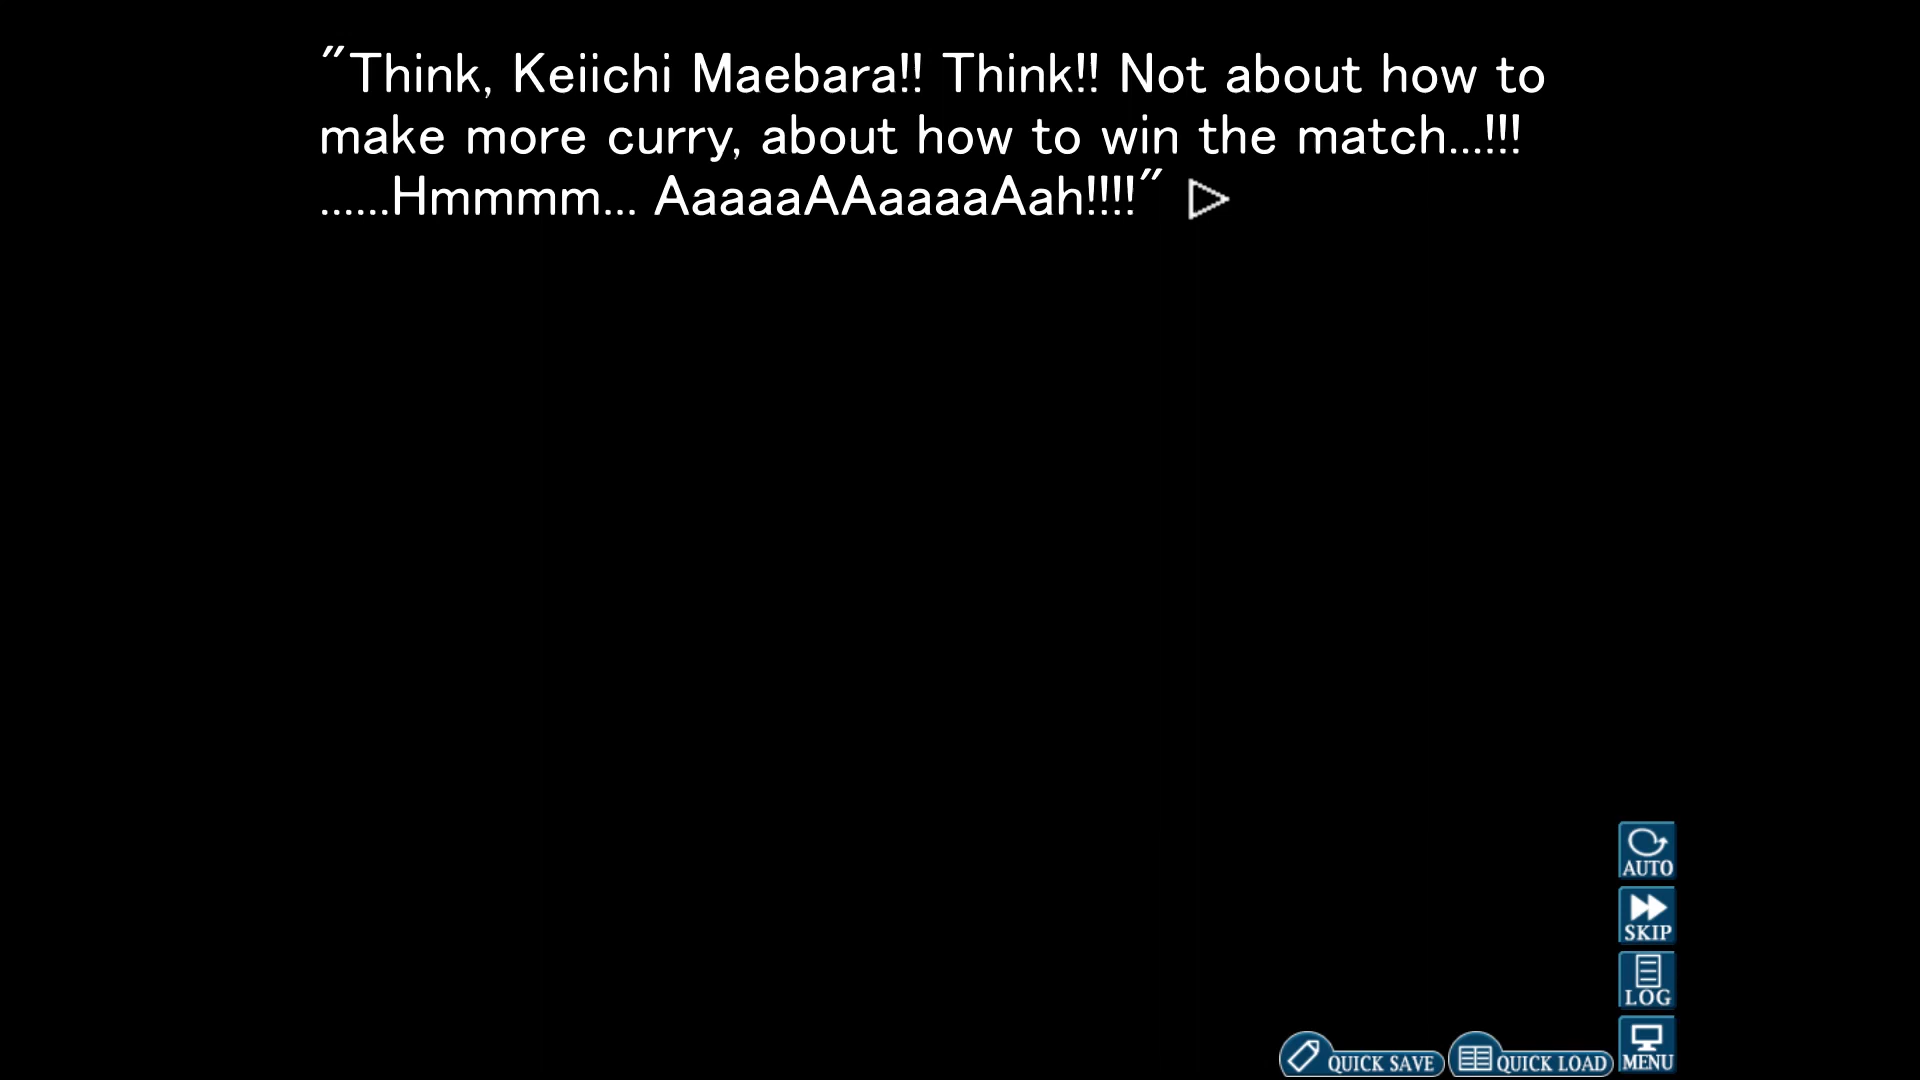 "Think, Keiichi Maebara!! Think!! Not about how to
make more curry, about how to win the match...!!!
......Hmmmm... AaaaaAAaaaaAah!!!!"
AUTO
SKIP
LOG
QUICK SAVE
QUICK LOAD
MENU